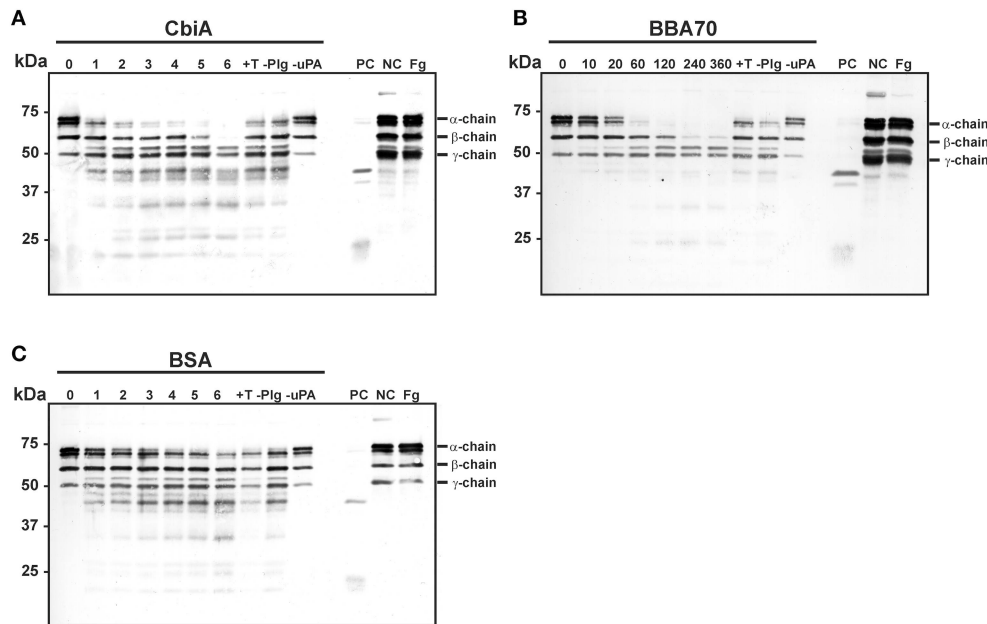 A
CbiA
kDa 0 1 2 3 4 5 6 +T -Plg -uPA PC NC Fg
75
α-chain
β-chain
50
γ-chain
37
25
B
BBA70
kDa 0 10 20 60 120 240 360 +T -Plg -uPA PC NC Fg
75
α-chain
β-chain
50
γ-chain
37
25
C
BSA
kDa 0 1 2 3 4 5 6 +T -Plg -uPA PC NC Fg
75
α-chain
β-chain
50
γ-chain
37
25